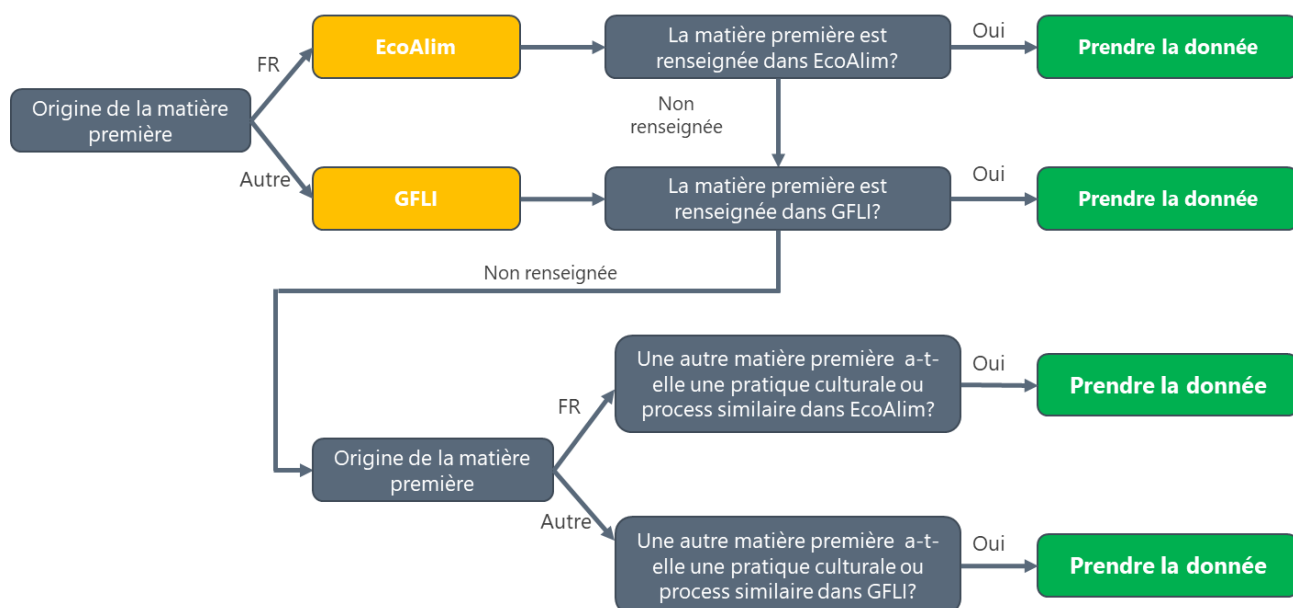 EcoAlim
La matière première est
renseignée dans EcoAlim?
Oui
Prendre la donnée
FR
Origine de la matière
première
Non
renseignée
Autre
GFLI
La matière première est
renseignée dans GFLI?
Oui
Prendre la donnée
Non renseignée
Une autre matière première a-t-
elle une pratique culturale ou
process similaire dans EcoAlim?
Oui
Prendre la donnée
FR
Origine de la matière
première
Autre
Une autre matière première a-t-
elle une pratique culturale ou
process similaire dans GFLI?
Oui
Prendre la donnée